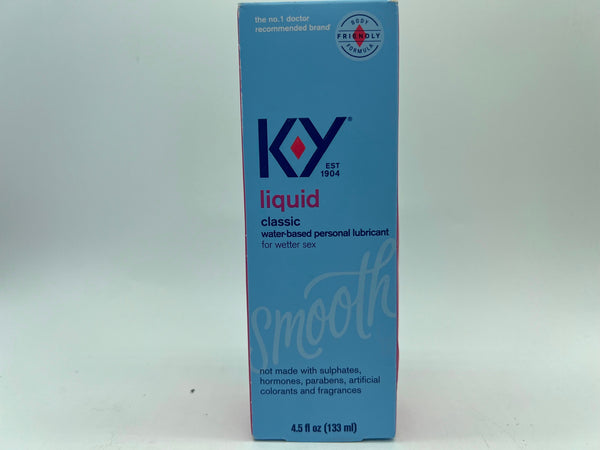 the no.1 doctor
recommended brand*
BODY
FRIENDLY
FORMULA
K-Y®
EST
1904
liquid
classic
water-based personal lubricant
for wetter sex
smooth
not made with sulphates,
hormones, parabens, artificial
colorants and fragrances
4.5 fl oz (133 ml)